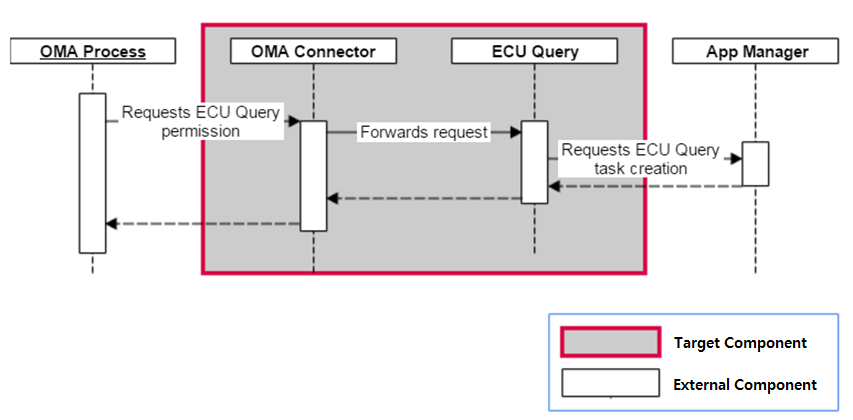 OMA Process
OMA Connector
ECU Query
App Manager
Requests ECU Query
permission
Forwards request
Requests ECU Query
task creation
Target Component
External Component